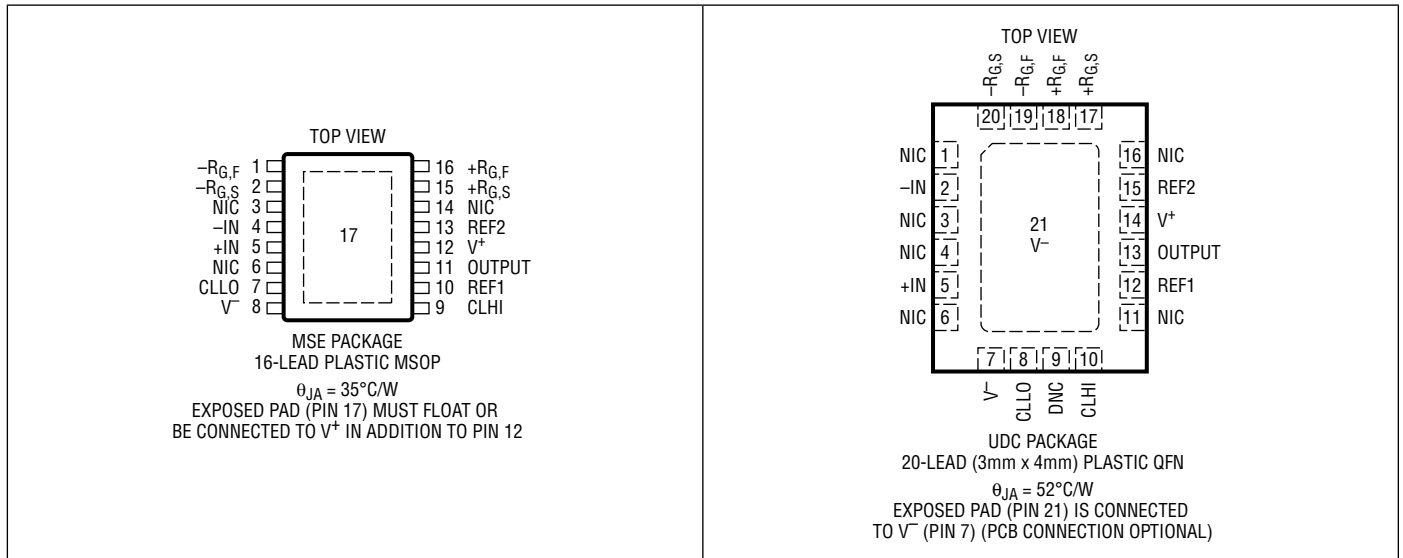 TOP VIEW
–RG,F 1
–RG,S 2
NIC 3
–IN 4
+IN 5
NIC 6
CLLO 7
V– 8
17
16 +RG,F
15 +RG,S
14 NIC
13 REF2
12 V+
11 OUTPUT
10 REF1
9 CLHI
MSE PACKAGE
16-LEAD PLASTIC MSOP
θJA = 35°C/W
EXPOSED PAD (PIN 17) MUST FLOAT OR
BE CONNECTED TO V+ IN ADDITION TO PIN 12
TOP VIEW
–RG,S
–RG,F
+RG,F
+RG,S
20 19 18 17
NIC 1
–IN 2
NIC 3
NIC 4
+IN 5
NIC 6
21
V–
16 NIC
15 REF2
14 V+
13 OUTPUT
12 REF1
11 NIC
7 8 9 10
V–
CLLO
DNC
CLHI
UDC PACKAGE
20-LEAD (3mm x 4mm) PLASTIC QFN
θJA = 52°C/W
EXPOSED PAD (PIN 21) IS CONNECTED
TO V– (PIN 7) (PCB CONNECTION OPTIONAL)